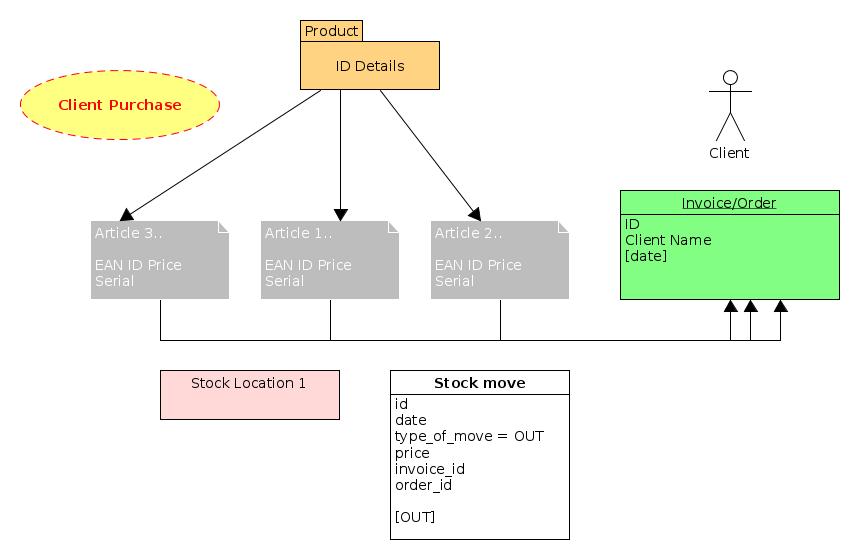 Product
ID Details
Client Purchase
Client
Article 3..
EAN ID Price
Serial
Article 1..
EAN ID Price
Serial
Article 2..
EAN ID Price
Serial
Invoice/Order
ID
Client Name
[date]
Stock Location 1
Stock move
id
date
type_of_move = OUT
price
invoice_id
order_id
[OUT]